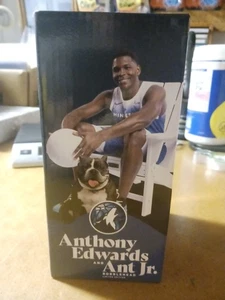 Anthony
Edwards
AND
Ant Jr.
BOBBLEHEAD